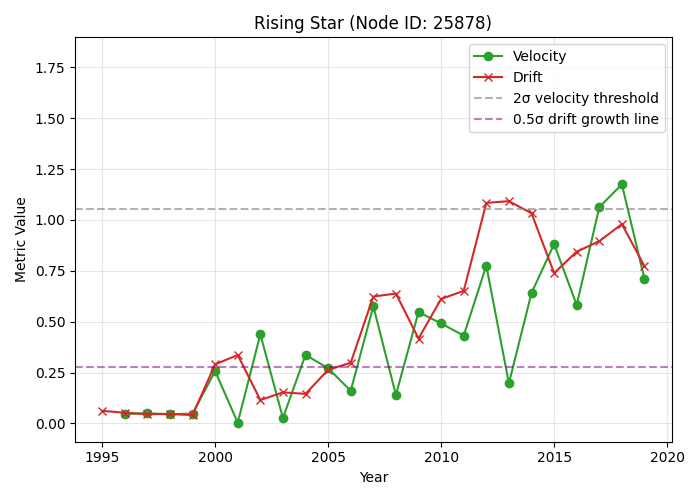 Rising Star (Node ID: 25878)
Velocity
Drift
2σ velocity threshold
0.5σ drift growth line
Metric Value
1.75
1.50
1.25
1.00
0.75
0.50
0.25
0.00
1995 2000 2005 2010 2015 2020
Year